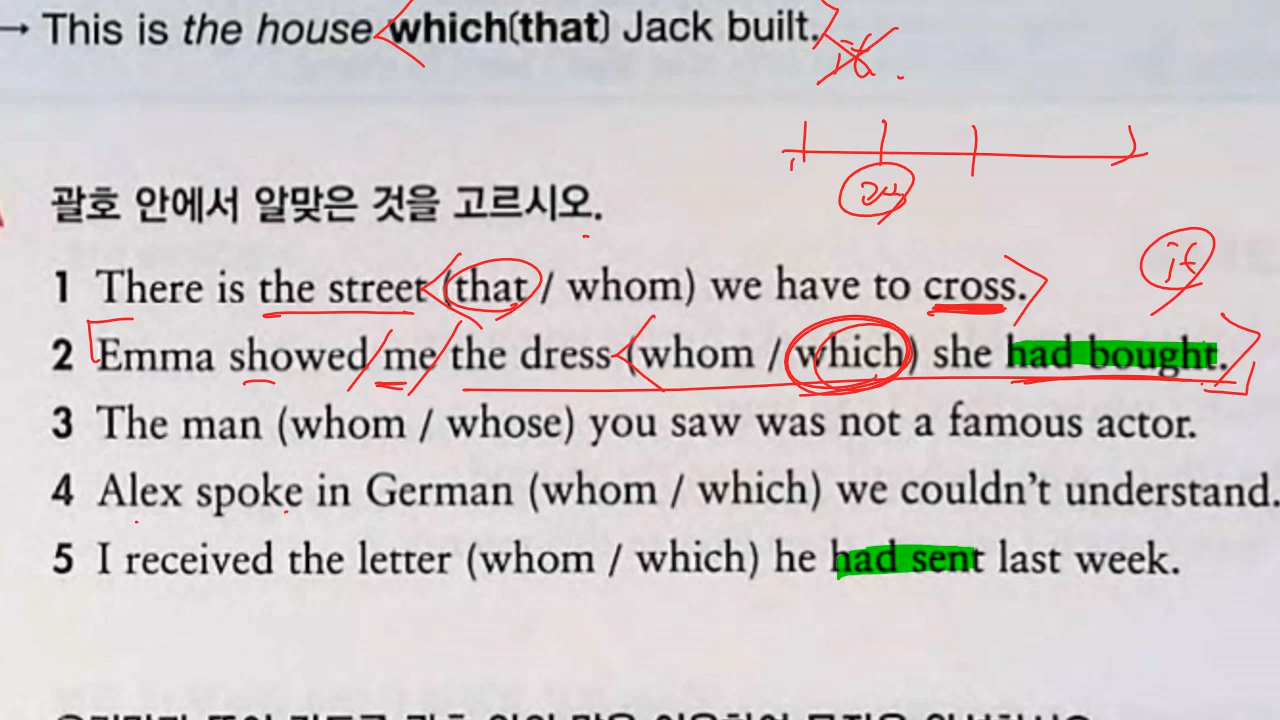 → This is the house which(that) Jack built.
it.
괄호 안에서 알맞은 것을 고르시오.
it
1 There is the street (that / whom) we have to cross.
2 Emma showed me the dress (whom / which) she had bought.
3 The man (whom / whose) you saw was not a famous actor.
4 Alex spoke in German (whom / which) we couldn't understand.
5 I received the letter (whom / which) he had sent last week.